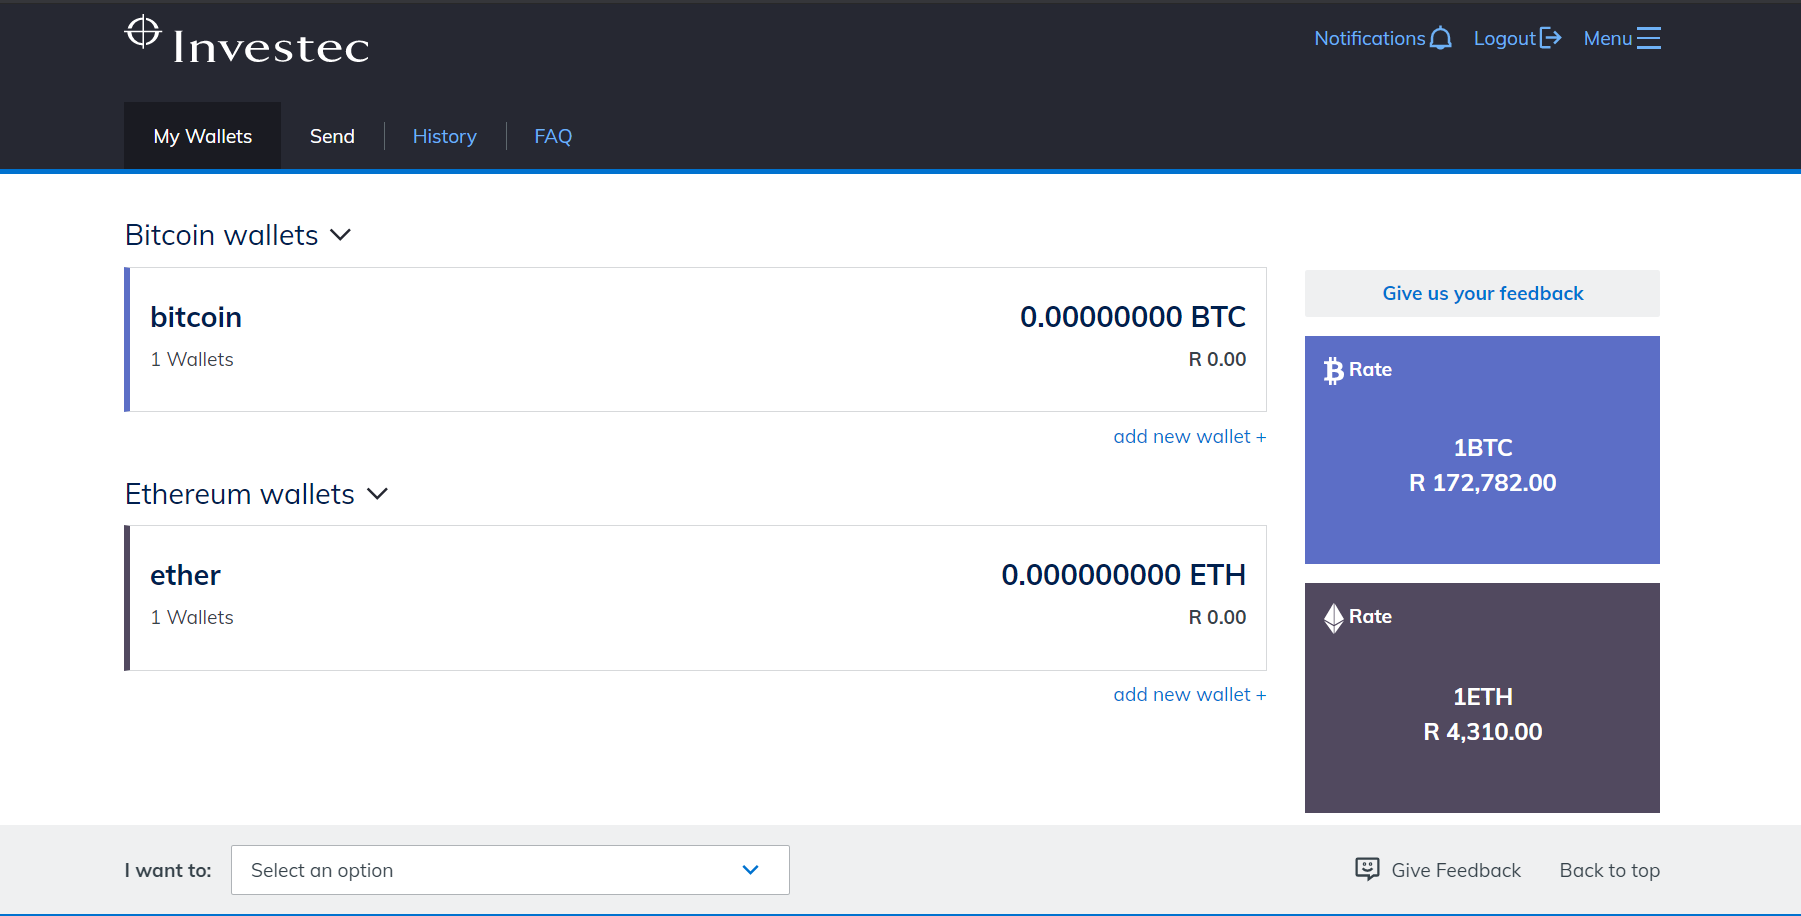 Investec
Notifications Logout Menu
My Wallets Send History FAQ
Bitcoin wallets
bitcoin 0.00000000 BTC
1 Wallets R 0.00
add new wallet +
Ethereum wallets
ether 0.000000000 ETH
1 Wallets R 0.00
add new wallet +
Give us your feedback
Rate
1BTC
R 172,782.00
Rate
1ETH
R 4,310.00
I want to: Select an option Give Feedback Back to top